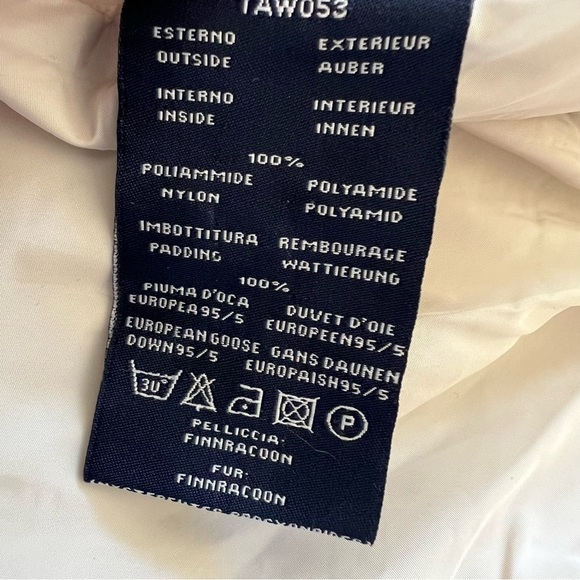 TAW053
ESTERNO EXTERIEUR
OUTSIDE AUBER
INTERNO INTERIEUR
INSIDE INNEN
100%
POLIAMMIDE POLYAMIDE
NYLON POLYAMID
IMBOTTITURA REMBOURAGE
PADDING WATTIERUNG
100%
PIUMA D'OCA DUVET D'OIE
EUROPEA95/5 EUROPEEN95/5
EUROPEAN GOOSE GANS DAUNEN
DOWN95/5 EUROPAISH95/5
30° P
PELLICCIA:
FINNRACOON
FUR:
FINNRACOON